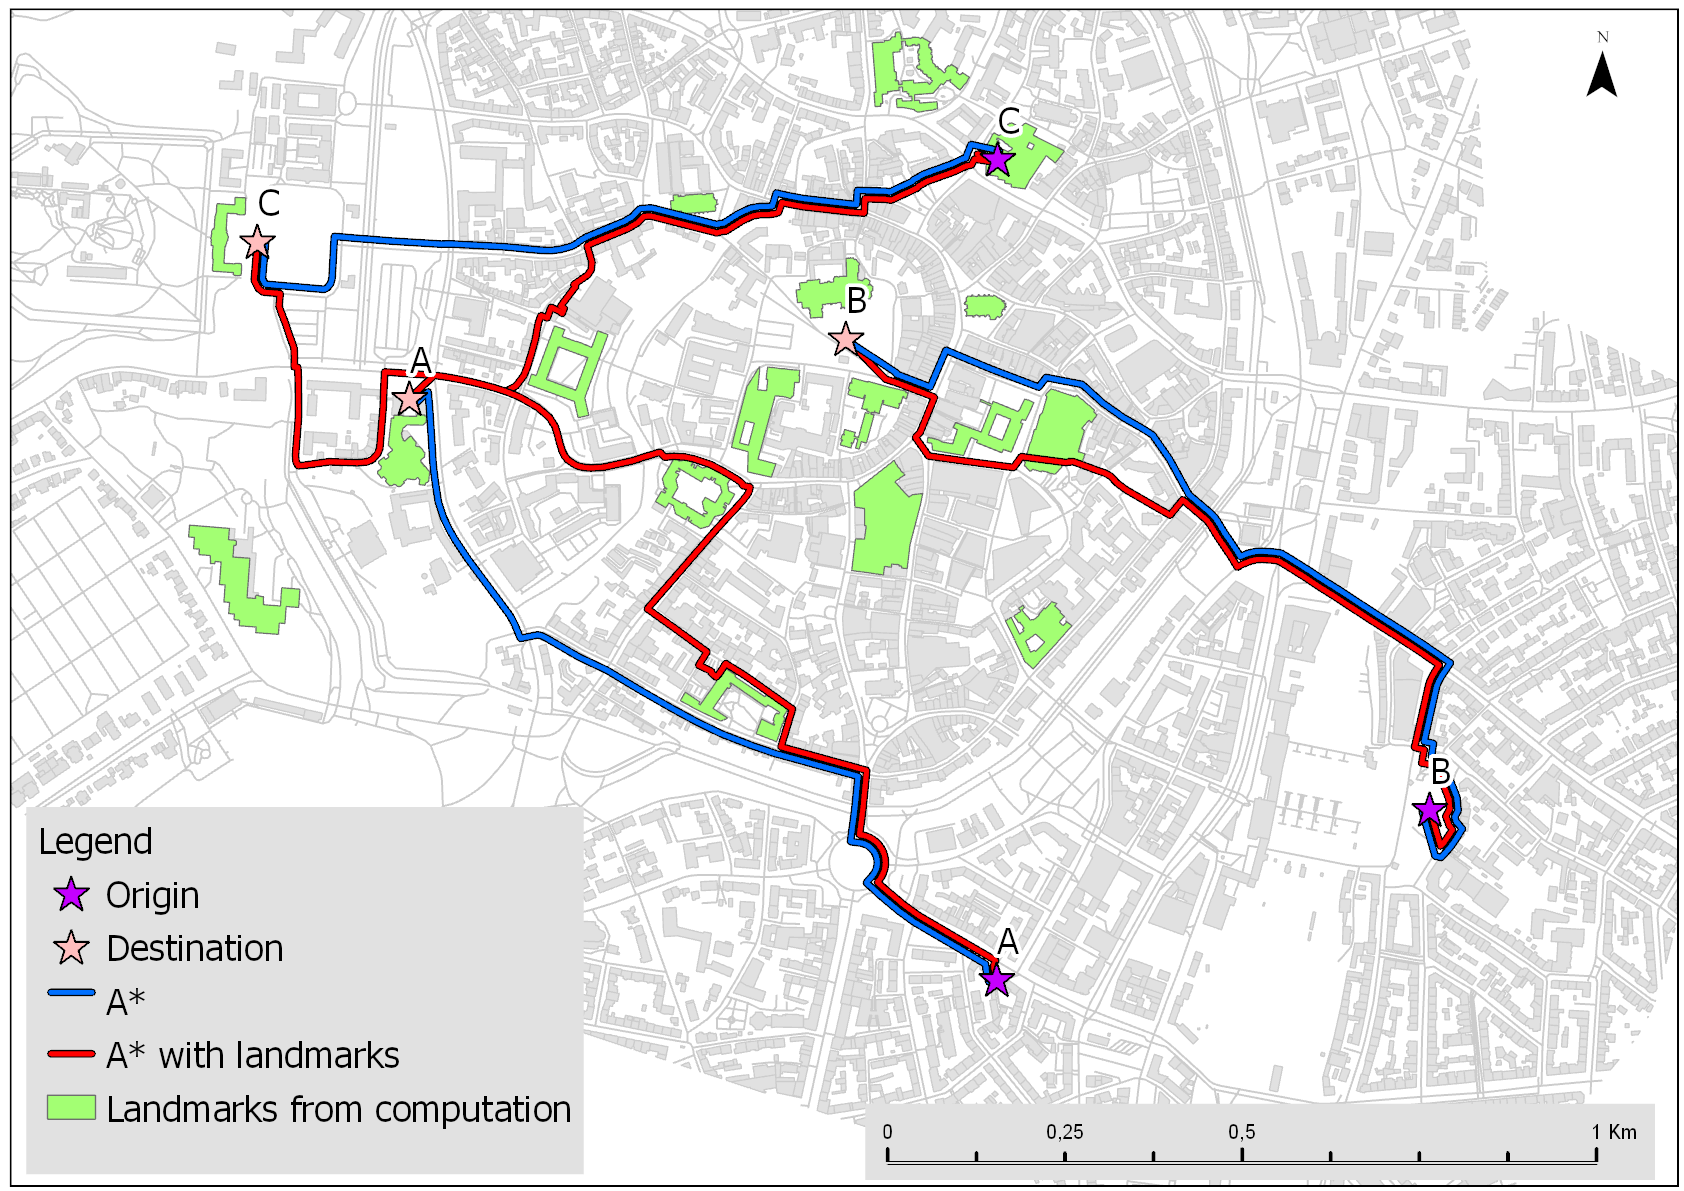 N
C
C
B
A
B
A
Legend
Origin
Destination
A*
A* with landmarks
Landmarks from computation
0 0,25 0,5 1 Km